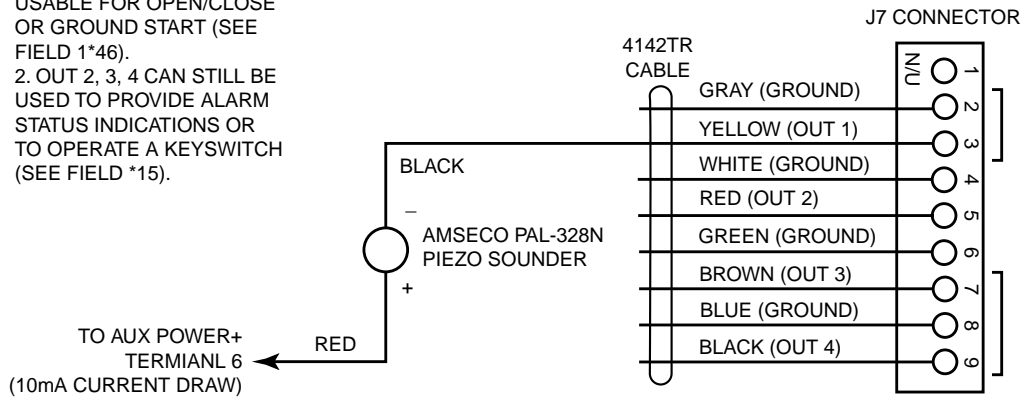 USABLE FOR OPEN/CLOSE
OR GROUND START (SEE
FIELD 1*46).
2. OUT 2, 3, 4 CAN STILL BE
USED TO PROVIDE ALARM
STATUS INDICATIONS OR
TO OPERATE A KEYSWITCH
(SEE FIELD *15).
J7 CONNECTOR
4142TR
CABLE
N/U
1
GRAY (GROUND)
2
YELLOW (OUT 1)
3
WHITE (GROUND)
4
RED (OUT 2)
5
GREEN (GROUND)
6
BROWN (OUT 3)
7
BLUE (GROUND)
8
BLACK (OUT 4)
9
BLACK
–
AMSECO PAL-328N
PIEZO SOUNDER
+
RED
TO AUX POWER+
TERMIANL 6
(10mA CURRENT DRAW)